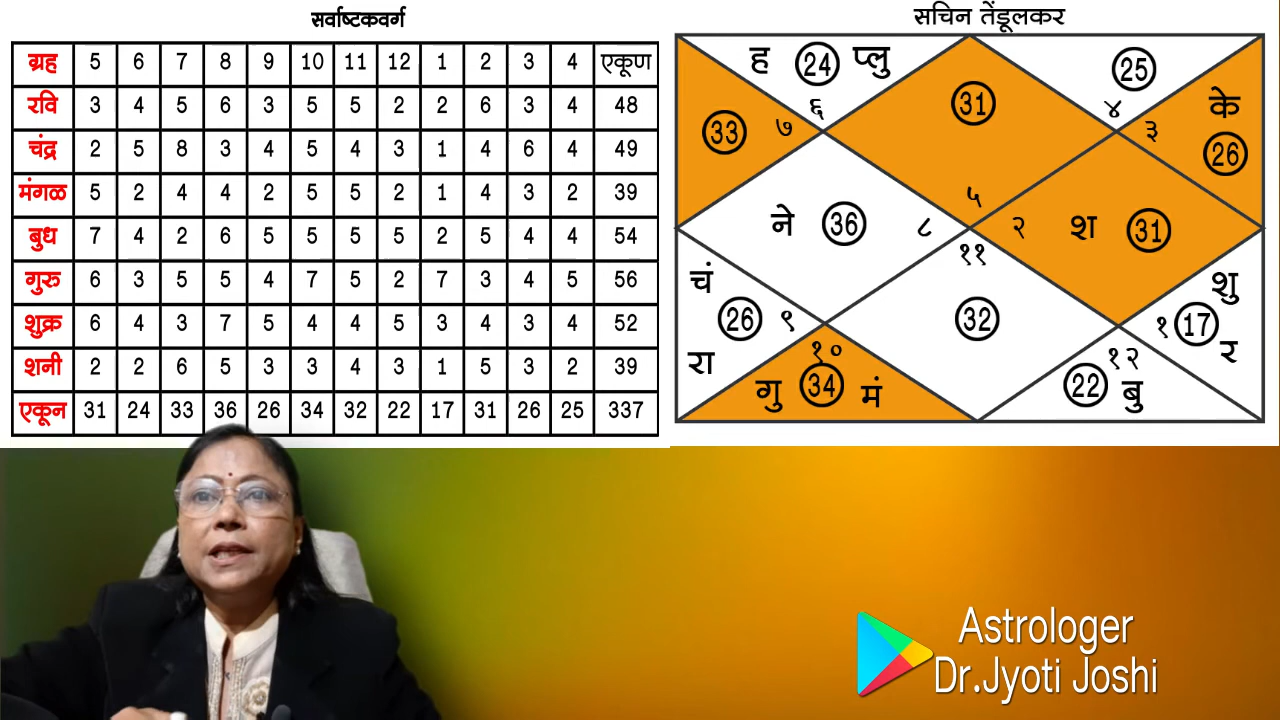 सर्वाष्टकवर्ग
ग्रह 5 6 7 8 9 10 11 12 1 2 3 4 एकूण
रवि 3 4 5 6 3 5 5 2 2 6 3 4 48
चंद्र 2 5 8 3 4 5 4 3 1 4 6 4 49
मंगळ 5 2 4 4 2 5 5 2 1 4 3 2 39
बुध 7 4 2 6 5 5 5 5 2 5 4 4 54
गुरु 6 3 5 5 4 7 5 2 7 3 4 5 56
शुक्र 6 4 3 7 5 4 4 5 3 4 3 4 52
शनी 2 2 6 5 3 3 4 3 1 5 3 2 39
एकून 31 24 33 36 26 34 32 22 17 31 26 25 337
सचिन तेंडूलकर
ह 24 प्लु
६
31
५
25
४
33 ७
के
३
26
ने 36 ८
२ श 31
११
32
चं
26 ९
रा
१०
गु 34 मं
१२
22 बु
शु
१ 17
र
Astrologer
Dr.Jyoti Joshi